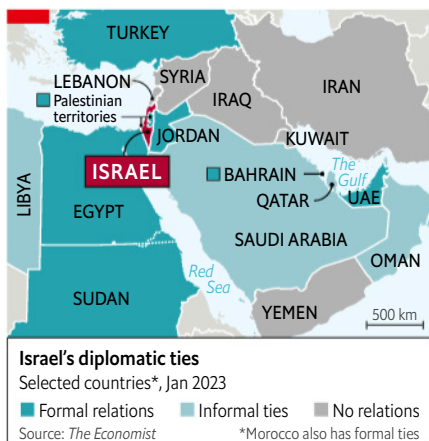 TURKEY
LEBANON
SYRIA
IRAN
IRAQ
Palestinian
territories
JORDAN
KUWAIT
ISRAEL
BAHRAIN
The
Gulf
LIBYA
EGYPT
QATAR
UAE
SAUDI ARABIA
OMAN
Red
Sea
SUDAN
YEMEN
500 km
Israel's diplomatic ties
Selected countries*, Jan 2023
Formal relations Informal ties No relations
Source: The Economist *Morocco also has formal ties